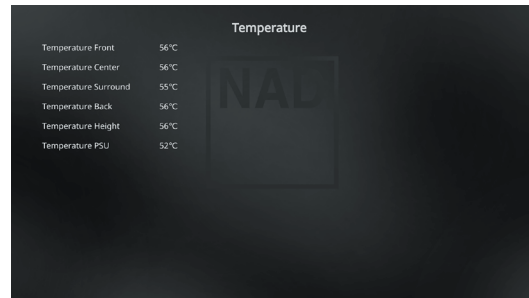 Temperature
Temperature Front 56°C
Temperature Center 56°C
Temperature Surround 55°C
Temperature Back 56°C
Temperature Height 56°C
Temperature PSU 52°C
NAD